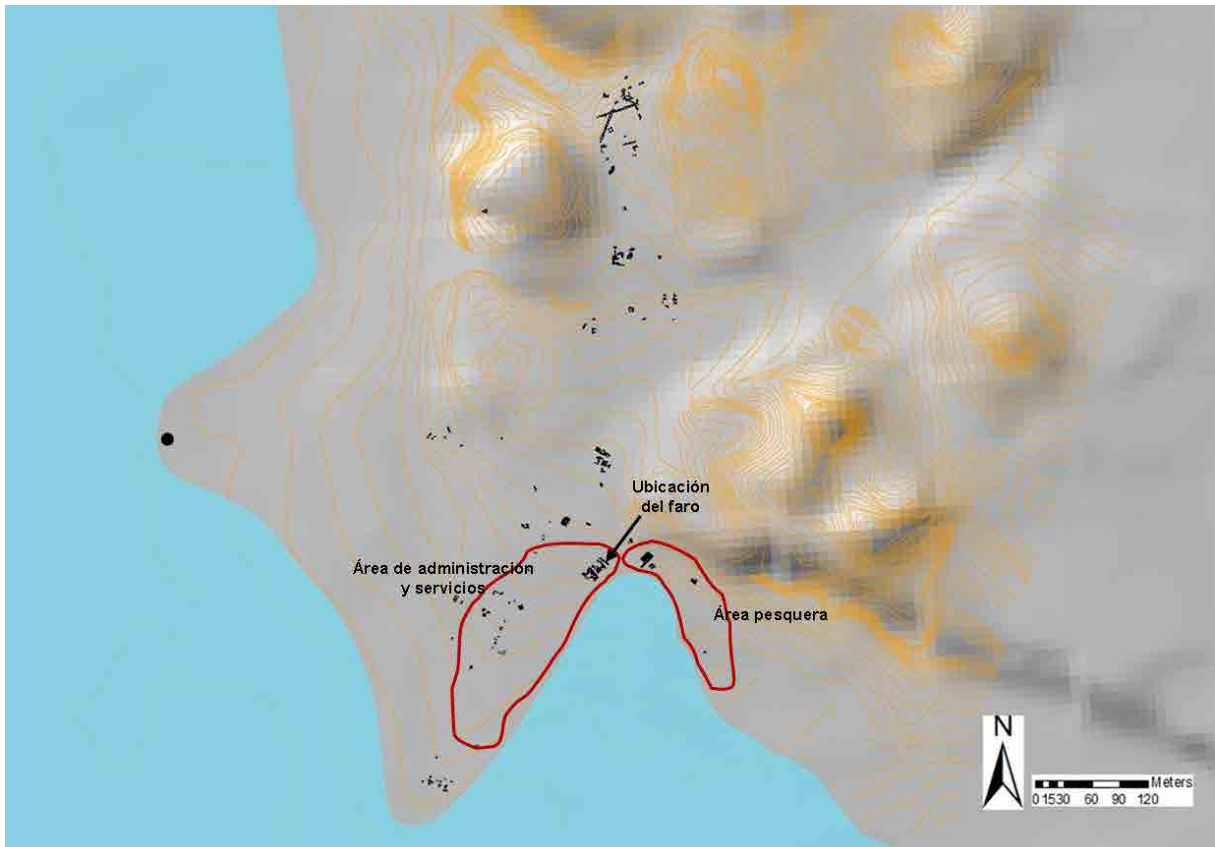 Ubicación
del faro
Área de administración
y servicios
Área pesquera
N
Meters
0 15 30 60 90 120